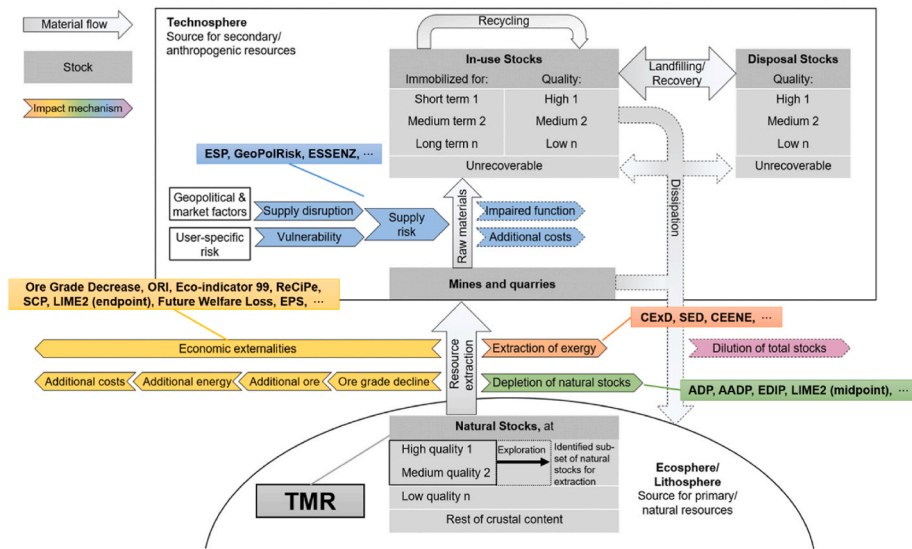 Material flow
Stock
Impact mechanism
Technosphere
Source for secondary/
anthropogenic resources
Recycling
In-use Stocks
Immobilized for:
Quality:
Short term 1
High 1
Medium term 2
Medium 2
Long term n
Low n
Unrecoverable
Landfilling/
Recovery
Disposal Stocks
Quality:
High 1
Medium 2
Low n
Unrecoverable
Dissipation
ESP, GeoPolRisk, ESSENZ, ...
Geopolitical &
market factors
Supply disruption
User-specific
risk
Vulnerability
Supply
risk
Raw materials
Impaired function
Additional costs
Mines and quarries
Ore Grade Decrease, ORI, Eco-indicator 99, ReCiPe,
SCP, LIME2 (endpoint), Future Welfare Loss, EPS, ...
CExD, SED, CEENE, ...
Economic externalities
Resource
extraction
Extraction of exergy
Dilution of total stocks
Additional costs
Additional energy
Additional ore
Ore grade decline
Depletion of natural stocks
ADP, AADP, EDIP, LIME2 (midpoint), ...
Natural Stocks, at
High quality 1
Medium quality 2
Exploration
Identified sub-
set of natural
stocks for
extraction
Low quality n
Rest of crustal content
TMR
Ecosphere/
Lithosphere
Source for primary/
natural resources